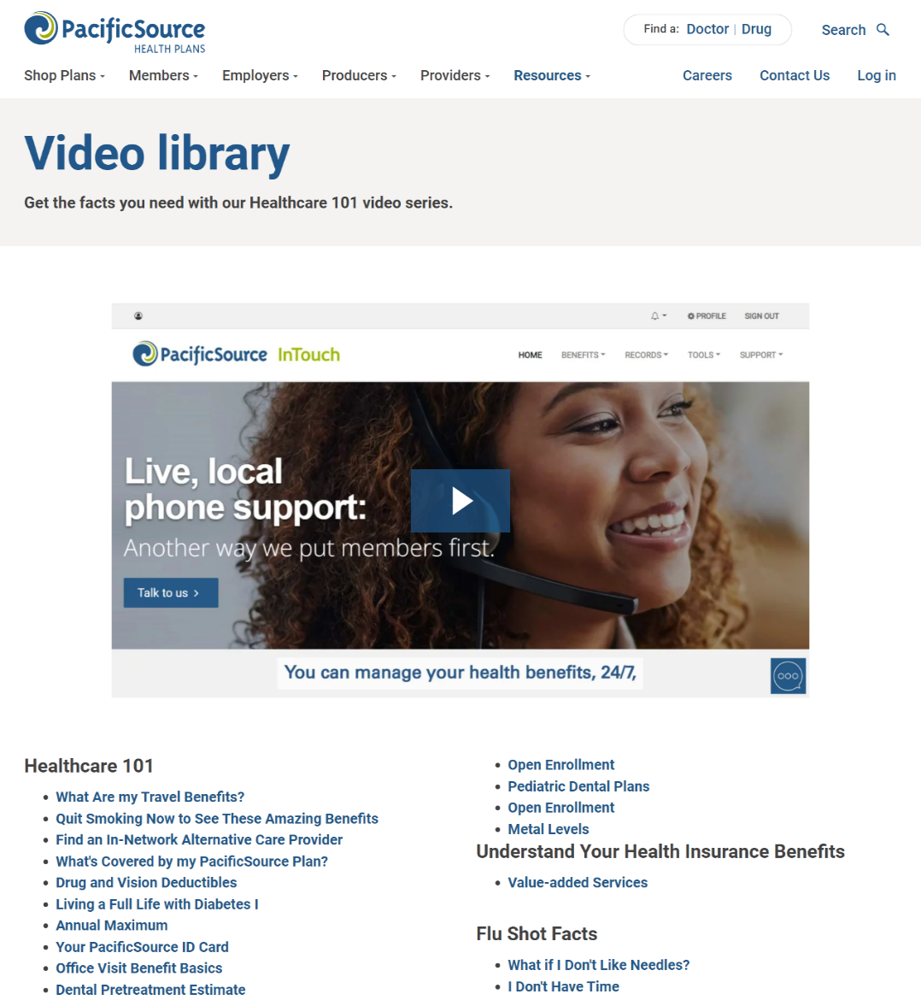 PacificSource
HEALTH PLANS
Find a: Doctor | Drug
Search
Shop Plans
Members
Employers
Producers
Providers
Resources
Careers
Contact Us
Log in
Video library
Get the facts you need with our Healthcare 101 video series.
PROFILE
SIGN OUT
PacificSource InTouch
HOME
BENEFITS
RECORDS
TOOLS
SUPPORT
Live, local
phone support:
Another way we put members first.
Talk to us
You can manage your health benefits, 24/7,
Healthcare 101
What Are my Travel Benefits?
Quit Smoking Now to See These Amazing Benefits
Find an In-Network Alternative Care Provider
What's Covered by my PacificSource Plan?
Drug and Vision Deductibles
Living a Full Life with Diabetes I
Annual Maximum
Your PacificSource ID Card
Office Visit Benefit Basics
Dental Pretreatment Estimate
Open Enrollment
Pediatric Dental Plans
Open Enrollment
Metal Levels
Understand Your Health Insurance Benefits
Value-added Services
Flu Shot Facts
What if I Don't Like Needles?
I Don't Have Time